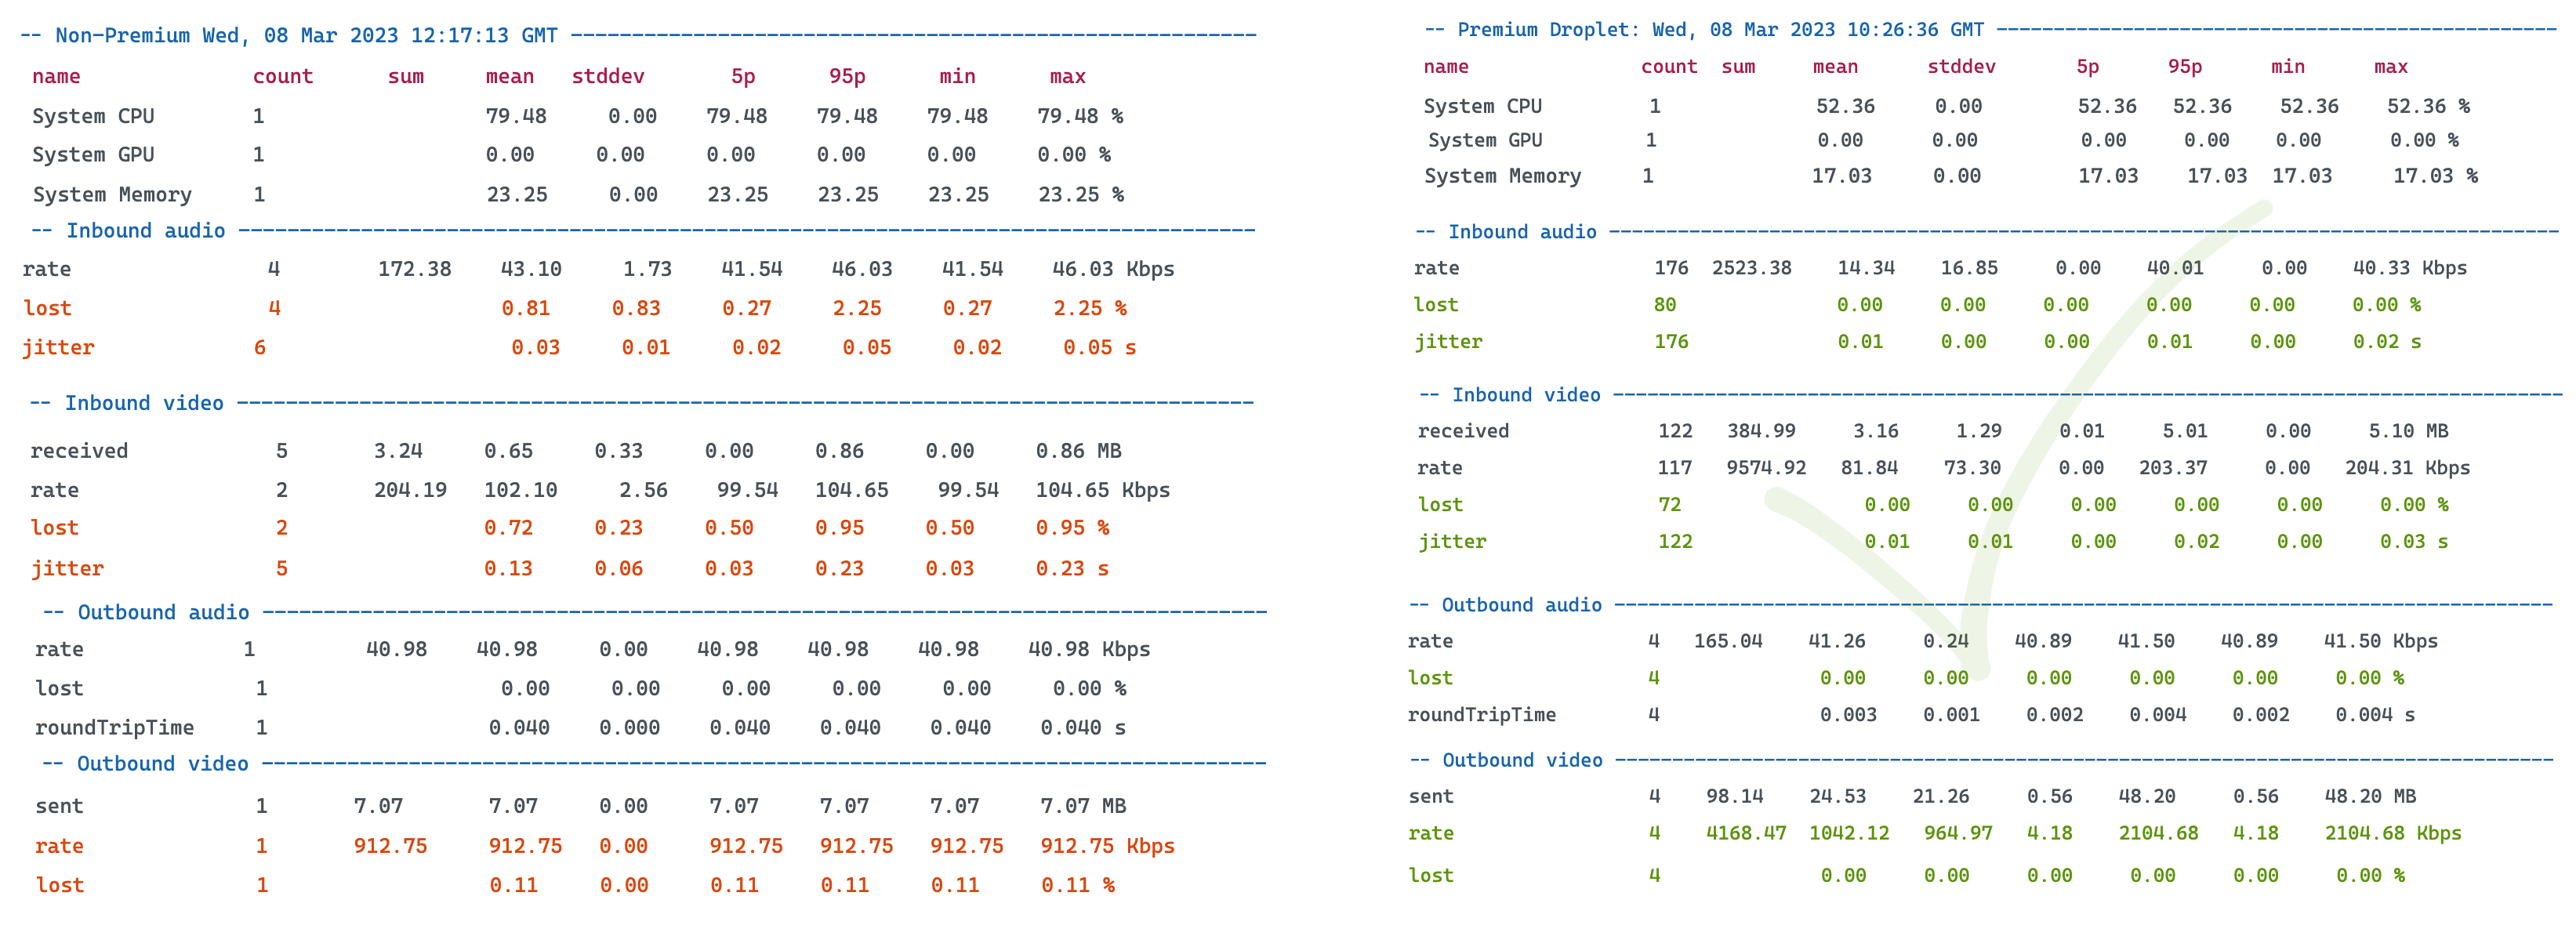 -- Non-Premium Wed, 08 Mar 2023 12:17:13 GMT --------------------------------------------------------
name count sum mean stddev 5p 95p min max
System CPU 1 79.48 0.00 79.48 79.48 79.48 79.48 %
System GPU 1 0.00 0.00 0.00 0.00 0.00 0.00 %
System Memory 1 23.25 0.00 23.25 23.25 23.25 23.25 %
-- Inbound audio -----------------------------------------------------------------------------------
rate 4 172.38 43.10 1.73 41.54 46.03 41.54 46.03 Kbps
lost 4 0.81 0.83 0.27 2.25 0.27 2.25 %
jitter 6 0.03 0.01 0.02 0.05 0.02 0.05 s
-- Inbound video -----------------------------------------------------------------------------------
received 5 3.24 0.65 0.33 0.00 0.86 0.00 0.86 MB
rate 2 204.19 102.10 2.56 99.54 104.65 99.54 104.65 Kbps
lost 2 0.72 0.23 0.50 0.95 0.50 0.95 %
jitter 5 0.13 0.06 0.03 0.23 0.03 0.23 s
-- Outbound audio ----------------------------------------------------------------------------------
rate 1 40.98 40.98 0.00 40.98 40.98 40.98 40.98 Kbps
lost 1 0.00 0.00 0.00 0.00 0.00 0.00 %
roundTripTime 1 0.040 0.000 0.040 0.040 0.040 0.040 s
-- Outbound video ----------------------------------------------------------------------------------
sent 1 7.07 7.07 0.00 7.07 7.07 7.07 7.07 MB
rate 1 912.75 912.75 0.00 912.75 912.75 912.75 912.75 Kbps
lost 1 0.11 0.00 0.11 0.11 0.11 0.11 %
-- Premium Droplet: Wed, 08 Mar 2023 10:26:36 GMT -------------------------------------------------
name count sum mean stddev 5p 95p min max
System CPU 1 52.36 0.00 52.36 52.36 52.36 52.36 %
System GPU 1 0.00 0.00 0.00 0.00 0.00 0.00 %
System Memory 1 17.03 0.00 17.03 17.03 17.03 17.03 %
-- Inbound audio -----------------------------------------------------------------------------------
rate 176 2523.38 14.34 16.85 0.00 40.01 0.00 40.33 Kbps
lost 80 0.00 0.00 0.00 0.00 0.00 0.00 %
jitter 176 0.01 0.00 0.00 0.01 0.00 0.02 s
-- Inbound video -----------------------------------------------------------------------------------
received 122 384.99 3.16 1.29 0.01 5.01 0.00 5.10 MB
rate 117 9574.92 81.84 73.30 0.00 203.37 0.00 204.31 Kbps
lost 72 0.00 0.00 0.00 0.00 0.00 0.00 %
jitter 122 0.01 0.01 0.00 0.02 0.00 0.03 s
-- Outbound audio ----------------------------------------------------------------------------------
rate 4 165.04 41.26 0.24 40.89 41.50 40.89 41.50 Kbps
lost 4 0.00 0.00 0.00 0.00 0.00 0.00 %
roundTripTime 4 0.003 0.001 0.002 0.004 0.002 0.004 s
-- Outbound video ----------------------------------------------------------------------------------
sent 4 98.14 24.53 21.26 0.56 48.20 0.56 48.20 MB
rate 4 4168.47 1042.12 964.97 4.18 2104.68 4.18 2104.68 Kbps
lost 4 0.00 0.00 0.00 0.00 0.00 0.00 %